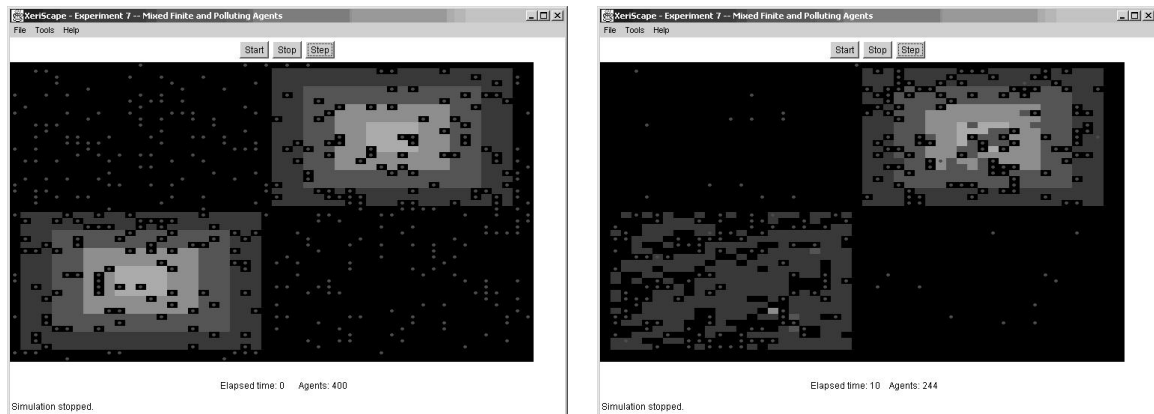 XeriScape - Experiment 7 -- Mixed Finite and Polluting Agents
File Tools Help
Start Stop Step
Elapsed time: 0 Agents: 400
Simulation stopped.
XeriScape - Experiment 7 -- Mixed Finite and Polluting Agents
File Tools Help
Start Stop Step
Elapsed time: 10 Agents: 244
Simulation stopped.